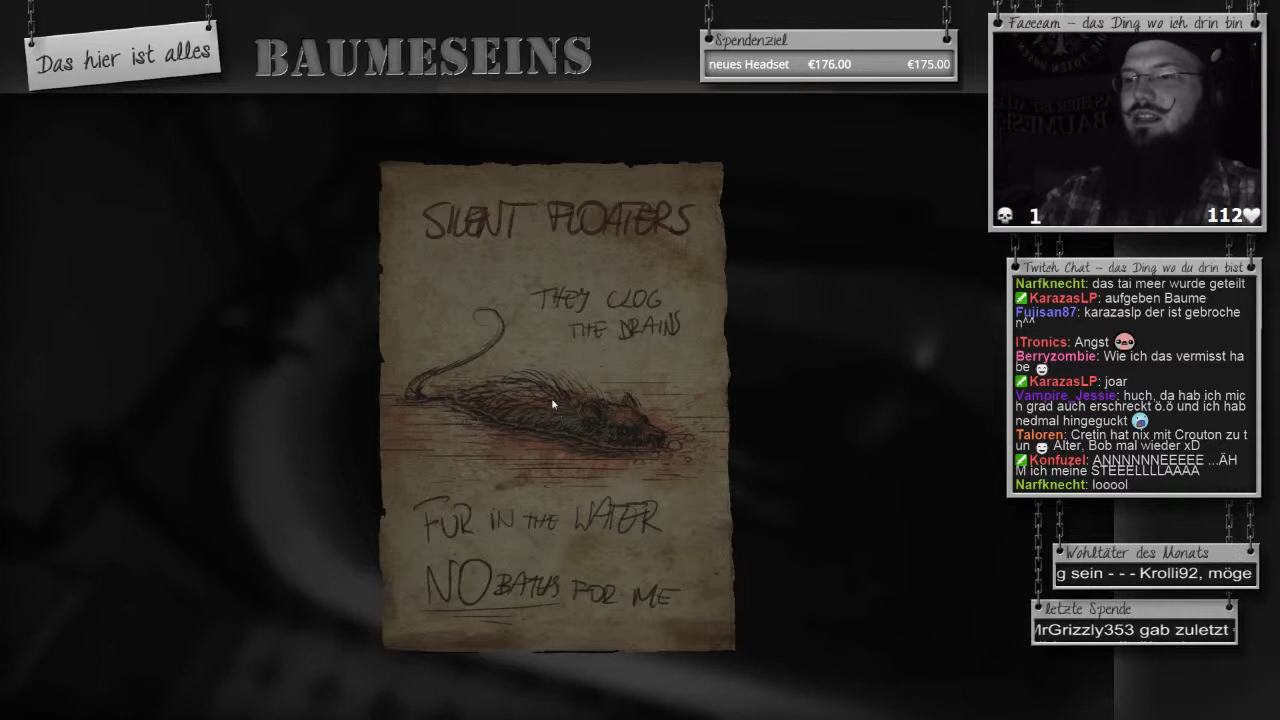 Das hier ist alles
BAUMESEINS
Spendenziel
neues Headset €176.00 €175.00
Facecam - das Ding wo ich drin bin
1
112
SILENT FLOATERS
THEY CLOG
THE DRAINS
FUR IN THE WATER
NO BATHS FOR ME
Twitch Chat - das Ding wo du drin bist
Narfknecht: das tai meer wurde geteilt
KarazasLP: aufgeben Baume
Fujisan87: karazaslp der ist gebroche
n^^
ITronics: Angst
Berryzombie: Wie ich das vermisst ha
be
KarazasLP: joar
Vampire_Jessie: huch, da hab ich mic
h grad auch erschreckt ö.ö und ich hab
nedmal hingeguckt
Taloren: Cretin hat nix mit Crouton zu t
un Alter, Bob mal wieder xD
Konfuzel: ANNNNNNEEEEE ...ÄH
M ich meine STEEELLLLAAAA
Narfknecht: looool
Wohltäter des Monats
g sein - - - Krolli92, möge
letzte Spende
MrGrizzly353 gab zuletzt